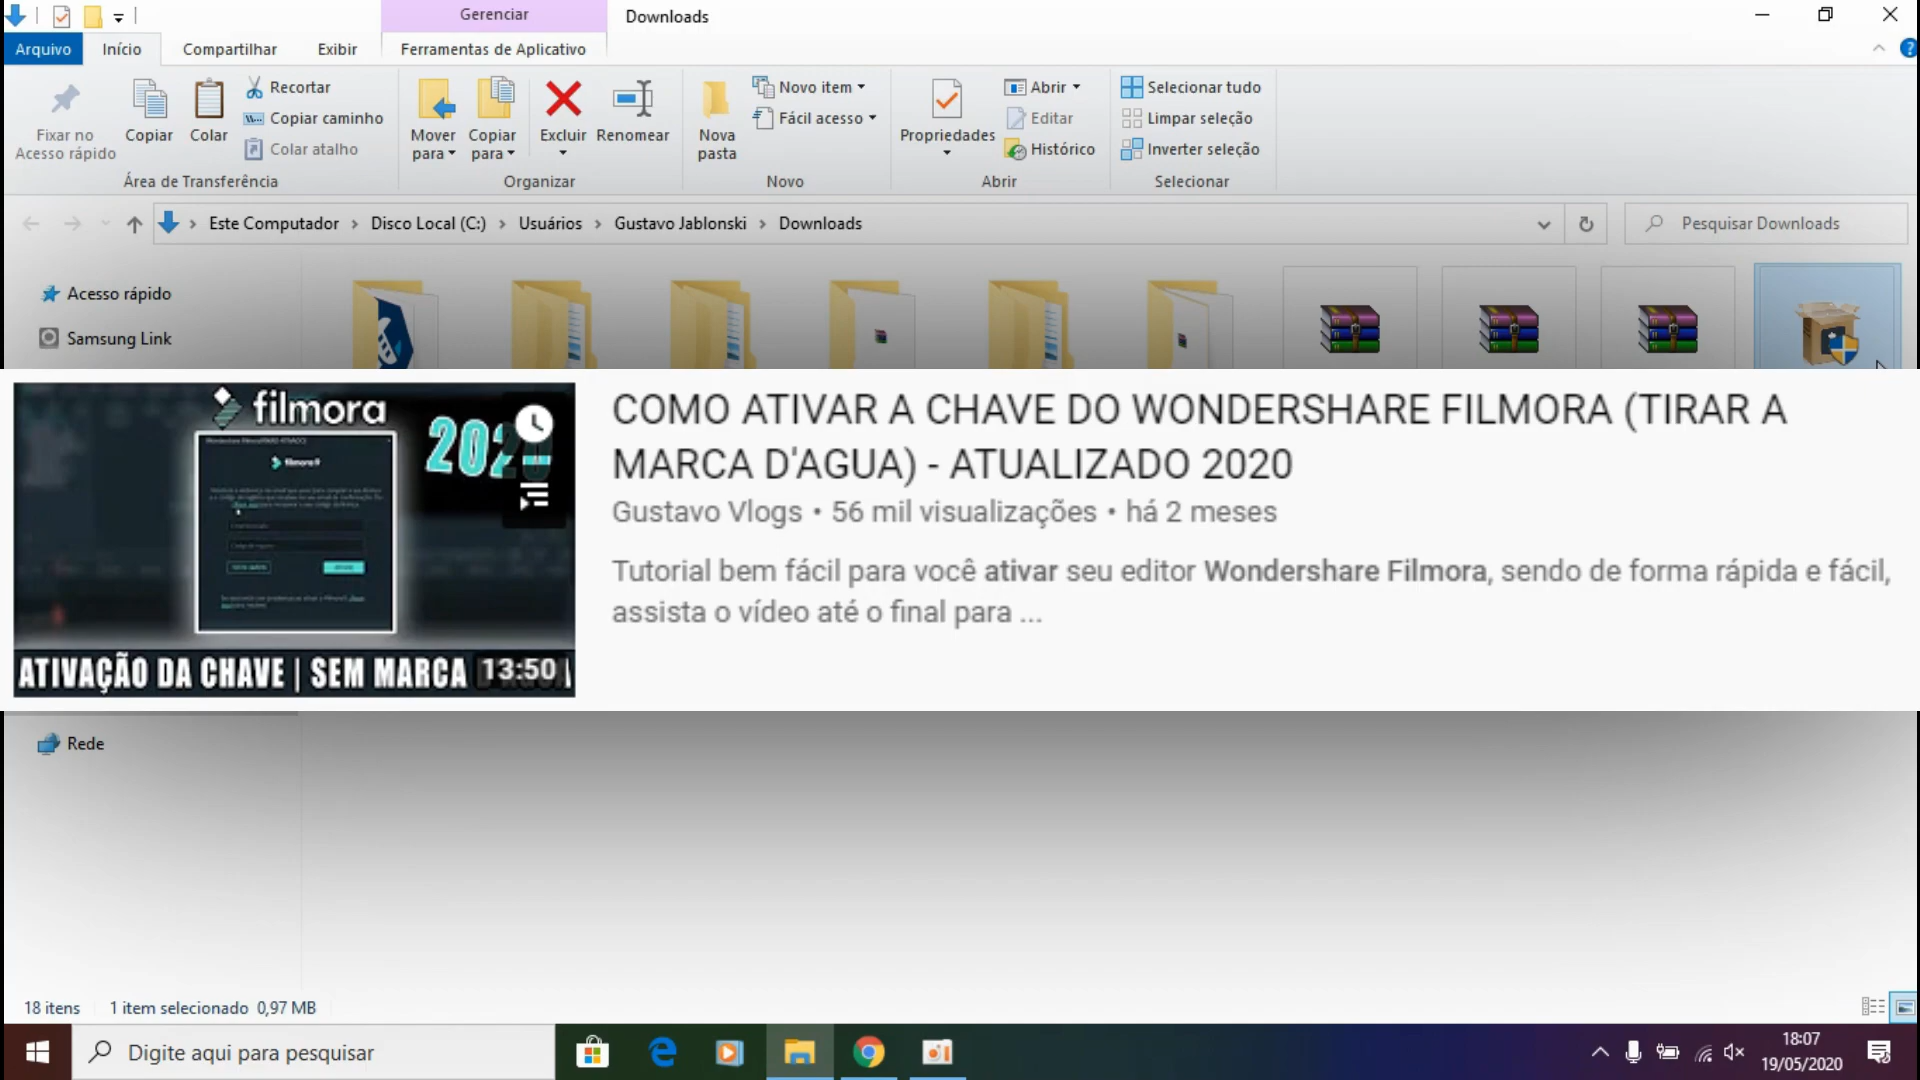 Gerenciar
Downloads
Arquivo
Início
Compartilhar
Exibir
Ferramentas de Aplicativo
Fixar no
Acesso rápido
Copiar
Colar
Recortar
Copiar caminho
Colar atalho
Área de Transferência
Mover
para
Copiar
para
Excluir
Renomear
Organizar
Nova
pasta
Novo item
Fácil acesso
Novo
Propriedades
Abrir
Editar
Histórico
Abrir
Selecionar tudo
Limpar seleção
Inverter seleção
Selecionar
Este Computador
Disco Local (C:)
Usuários
Gustavo Jablonski
Downloads
Pesquisar Downloads
Acesso rápido
Samsung Link
filmora
2020
filmora9
ATIVAÇÃO DA CHAVE | SEM MARCA
13:50
COMO ATIVAR A CHAVE DO WONDERSHARE FILMORA (TIRAR A
MARCA D'AGUA) - ATUALIZADO 2020
Gustavo Vlogs • 56 mil visualizações • há 2 meses
Tutorial bem fácil para você ativar seu editor Wondershare Filmora, sendo de forma rápida e fácil,
assista o vídeo até o final para ...
Rede
18 itens
1 item selecionado 0,97 MB
Digite aqui para pesquisar
18:07
19/05/2020